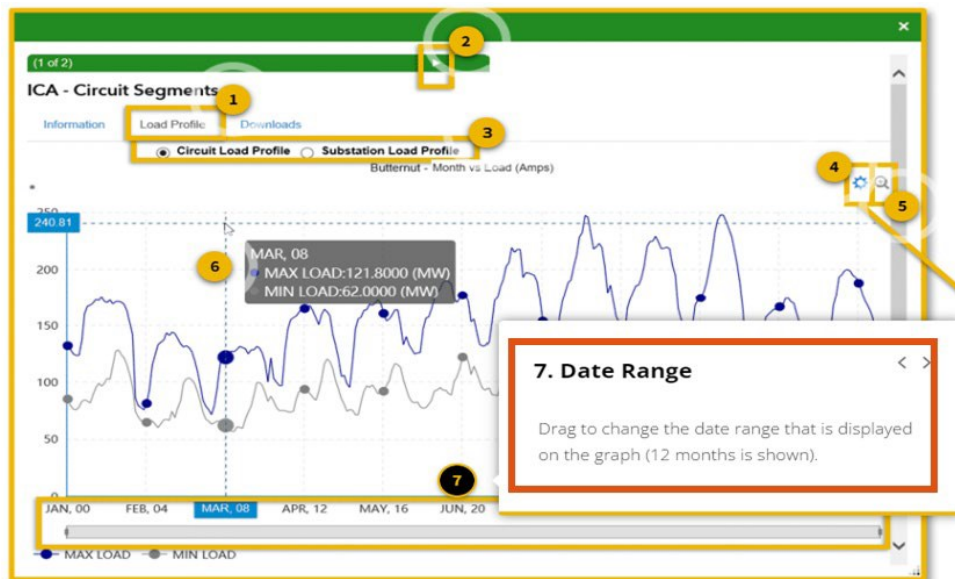 ×
2
(1 of 2)
ICA - Circuit Segments
1
Information Load Profile Downloads
3
Circuit Load Profile Substation Load Profile
Butternut - Month vs Load (Amps)
4
5
250
240.81
MAR, 08
6
MAX LOAD:121.8000 (MW)
MIN LOAD:62.0000 (MW)
200
150
100
50
0
7. Date Range
< >
Drag to change the date range that is displayed
on the graph (12 months is shown).
7
JAN, 00 FEB, 04 MAR, 08 APR, 12 MAY, 16 JUN, 20
MAX LOAD MIN LOAD